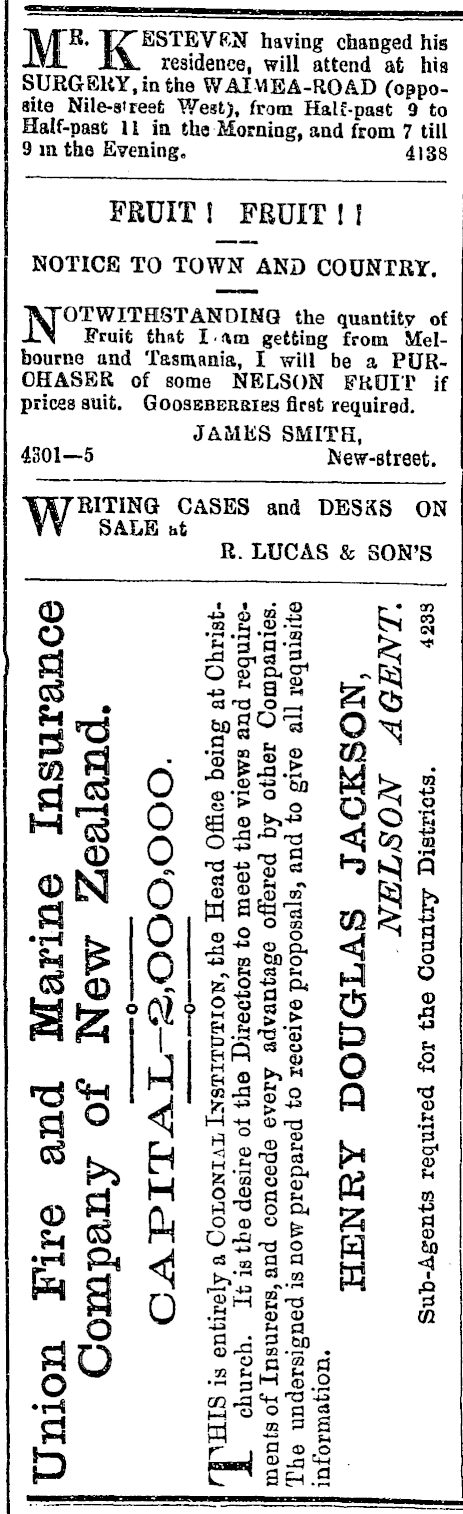 MR. KESTEVEN having changed his
residence, will attend at his
SURGERY, in the WAIMEA-ROAD (oppo-
site Nile-street West), from Half-past 9 to
Half-past 11 in the Morning, and from 7 till
9 in the Evening. 4138
FRUIT! FRUIT!!
NOTICE TO TOWN AND COUNTRY.
NOTWITHSTANDING the quantity of
Fruit that I am getting from Mel-
bourne and Tasmania, I will be a PUR-
CHASER of some NELSON FRUIT if
prices suit. GOOSEBERRIES first required.
JAMES SMITH,
4301—5 New-street.
WRITING CASES and DESKS ON
SALE at
R. LUCAS & SON'S
Union Fire and Marine Insurance
Company of New Zealand.
CAPITAL—2,000,000.
THIS is entirely a COLONIAL INSTITUTION, the Head Office being at Christ-
church. It is the desire of the Directors to meet the views and require-
ments of Insurers, and concede every advantage offered by other Companies.
The undersigned is now prepared to receive proposals, and to give all requisite
information.
HENRY DOUGLAS JACKSON,
NELSON AGENT.
Sub-Agents required for the Country Districts. 4238